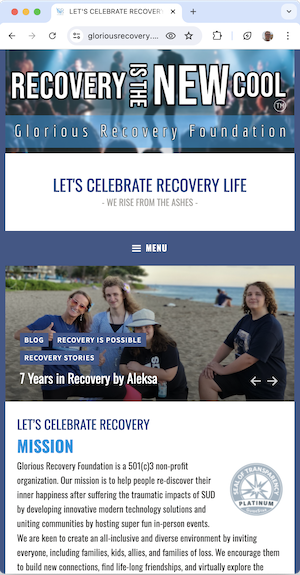 LET'S CELEBRATE RECOVER
gloriousrecovery....
RECOVERY IS THE NEW COOL
TM
Glorious Recovery Foundation
LET'S CELEBRATE RECOVERY LIFE
- WE RISE FROM THE ASHES -
MENU
BLOG RECOVERY IS POSSIBLE
RECOVERY STORIES
7 Years in Recovery by Aleksa
LET'S CELEBRATE RECOVERY
MISSION
Glorious Recovery Foundation is a 501(c)3 non-profit
organization. Our mission is to help people re-discover their
inner happiness after suffering the traumatic impacts of SUD
by developing innovative modern technology solutions and
uniting communities by hosting super fun in-person events.
We are keen to create an all-inclusive and diverse environment by inviting
everyone, including families, kids, allies, and families of loss. We encourage them
to build new connections, find life-long friendships, and virtually explore the
SEAL OF TRANSPARENCY
PLATINUM